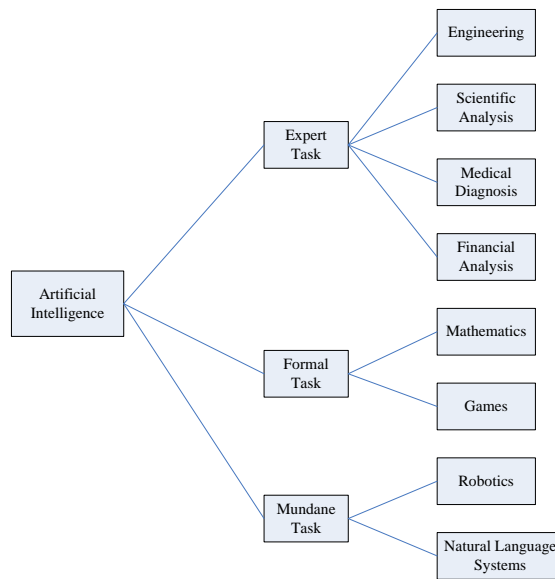 Engineering
Scientific
Analysis
Expert
Task
Medical
Diagnosis
Financial
Analysis
Artificial
Intelligence
Mathematics
Formal
Task
Games
Robotics
Mundane
Task
Natural Language
Systems